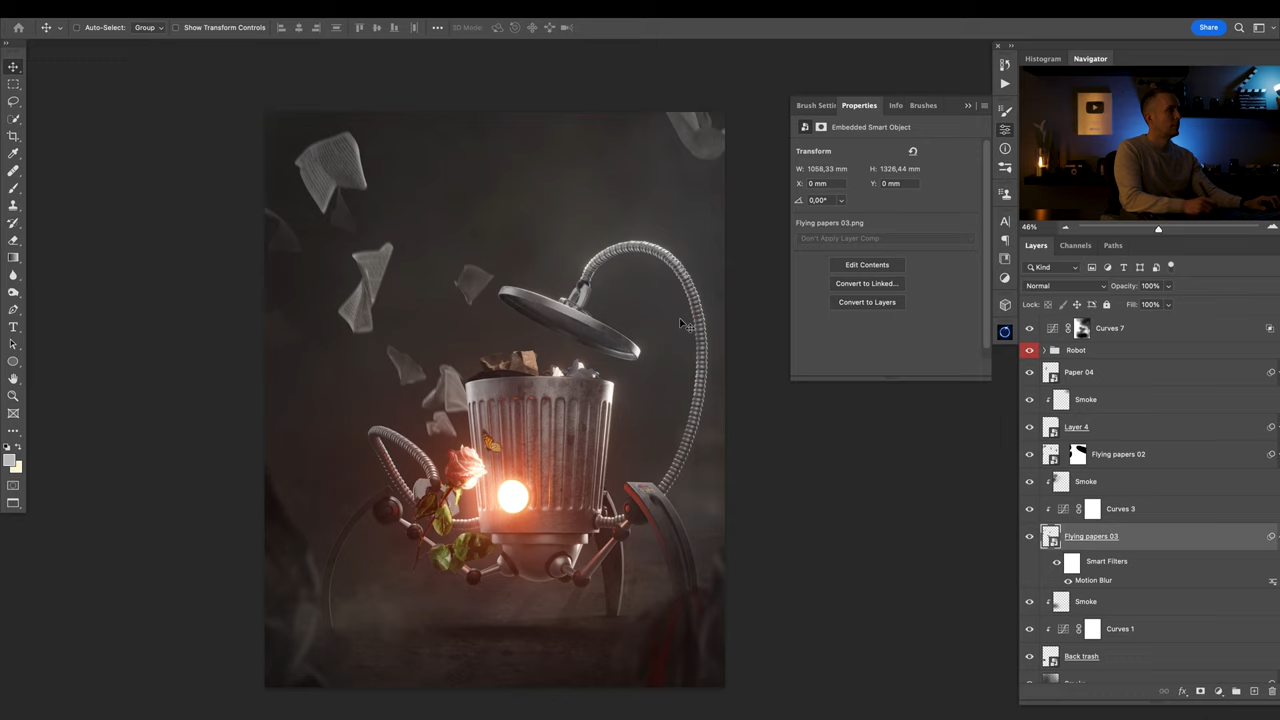 Auto-Select: Group Show Transform Controls 3D Mode: Share
Histogram Navigator
Brush Settin Properties Info Brushes
Embedded Smart Object
Transform
W: 1058,33 mm H: 1326,44 mm
X: 0 mm Y: 0 mm
0,00°
Flying papers 03.png
Don't Apply Layer Comp
Edit Contents
Convert to Linked...
Convert to Layers
46%
Layers Channels Paths
Kind
Normal Opacity: 100%
Lock: Fill: 100%
Curves 7
Robot
Paper 04
Smoke
Layer 4
Flying papers 02
Smoke
Curves 3
Flying papers 03
Smart Filters
Motion Blur
Smoke
Curves 1
Back trash